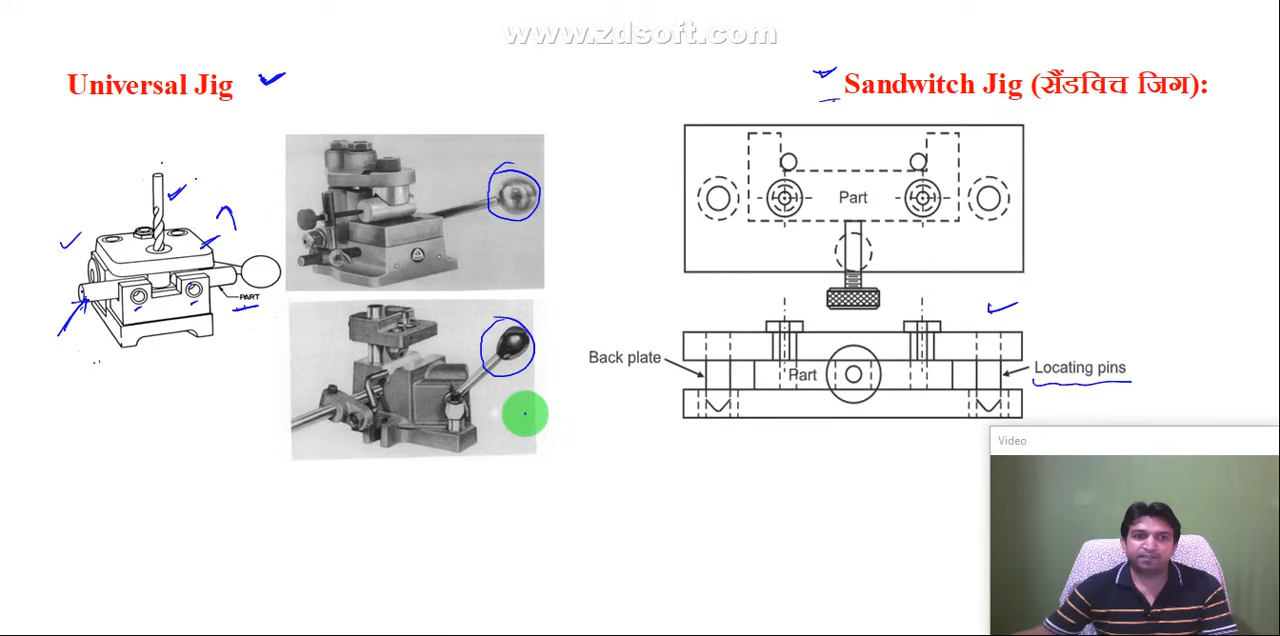 www.zdsoft.com
Universal Jig
Sandwitch Jig (सैंडविच जिग):
PART
Part
Back plate
Part
Locating pins
Video